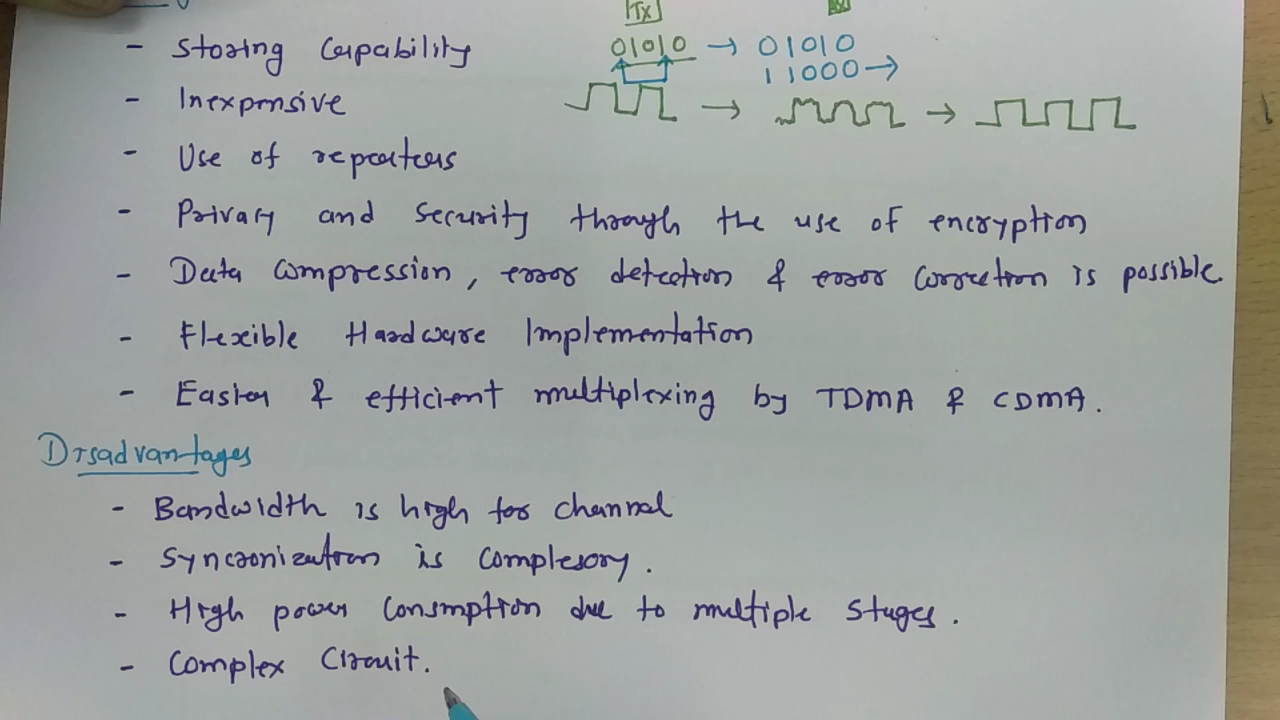 Tx
- Storing Capability
01010 → 01010
11000 →
- Inexpensive
- Use of repeaters
- Privacy and security through the use of encryption
- Data compression, error detection & error correction is possible
- Flexible Hardware Implementation
- Easier & efficient multiplexing by TDMA & CDMA.
Disadvantages
- Bandwidth is high for channel
- Syncronization is complesory.
- High power consmption due to multiple stages.
- Complex Circuit.